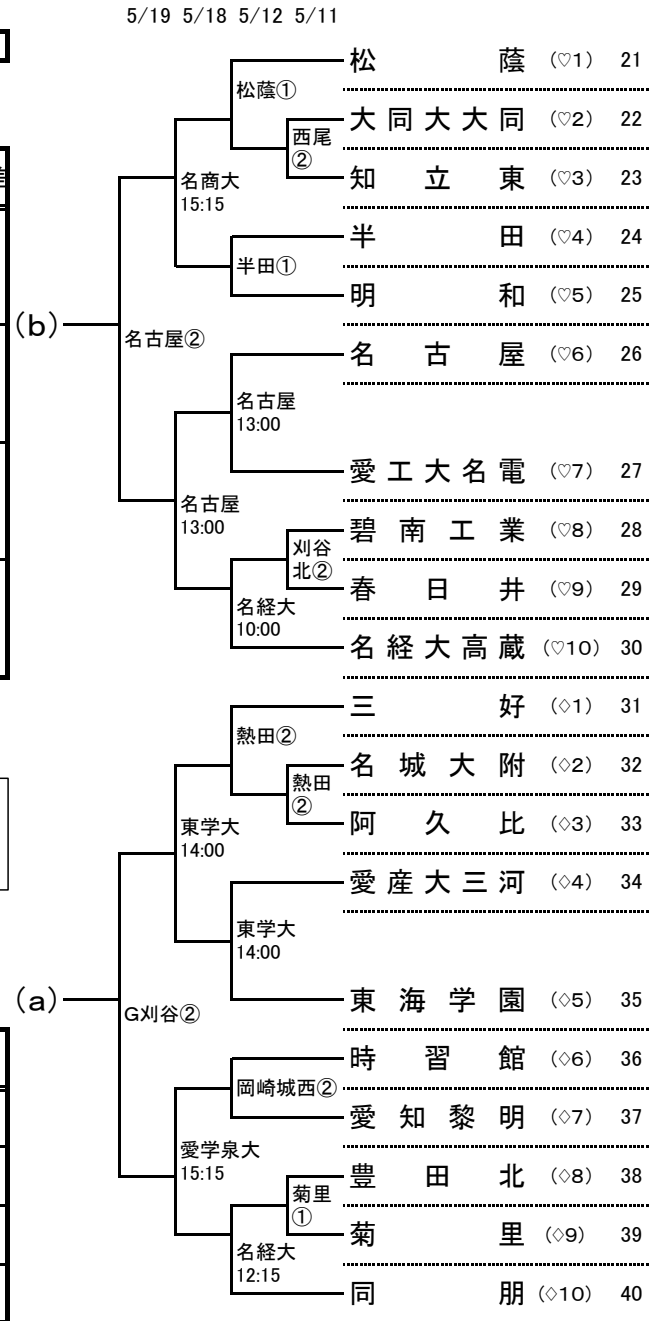 5/19 5/18 5/12 5/11
松蔭 (♡1) 21
松蔭①
大同大大同 (♡2) 22
西尾
②
知立東 (♡3) 23
名商大
15:15
半田 (♡4) 24
半田①
明和 (♡5) 25
(b)
名古屋②
名古屋 (♡6) 26
名古屋
13:00
愛工大名電 (♡7) 27
名古屋
13:00
碧南工業 (♡8) 28
刈谷
北②
春日井 (♡9) 29
名経大
10:00
名経大高蔵 (♡10) 30
三好 (◇1) 31
熱田②
名城大附 (◇2) 32
熱田
②
阿久比 (◇3) 33
東学大
14:00
愛産大三河 (◇4) 34
東学大
14:00
(a)
G刈谷②
東海学園 (◇5) 35
時習館 (◇6) 36
岡崎城西②
愛知黎明 (◇7) 37
愛学泉大
15:15
豊田北 (◇8) 38
菊里
①
菊里 (◇9) 39
名経大
12:15
同朋 (◇10) 40